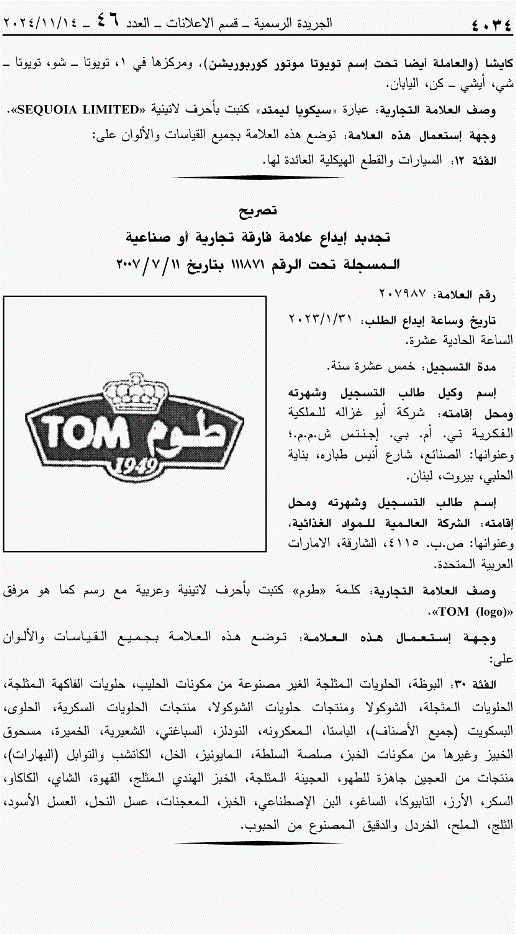 ٤٠٣٤
الجريدة الرسمية – قسم الاعلانات – العدد ٤٦ – ٢٠٢٤/١١/١٤
كايشا (والعاملة أيضا تحت إسم تويوتا موتور كوربوريشن)، ومركزها في ١، تويوتا – شو، تويوتا –
شي، أيشي – كن، اليابان.
وصف العلامة التجارية: عبارة «سيكويا ليمتد» كتبت بأحرف لاتينية «SEQUOIA LIMITED».
وجهة إستعمال هذه العلامة: توضع هذه العلامة بجميع القياسات والألوان على:
الفئة ١٢: السيارات والقطع الهيكلية العائدة لها.
تصريح
تجديد إيداع علامة فارقة تجارية أو صناعية
المسجلة تحت الرقم ١١١٨٧١ بتاريخ ٢٠٠٧/٧/١١
رقم العلامة: ٢٠٧٩٨٧
تاريخ وساعة إيداع الطلب: ٢٠٢٣/١/٣١
الساعة الحادية عشرة.
مدة التسجيل: خمس عشرة سنة.
إسم وكيل طالب التسجيل وشهرته
ومحل إقامته: شركة أبو غزاله للملكية
الفكرية تي. أم. بي. إجنتس ش.م.م.؛
وعنوانها: الصنائع، شارع أنيس طباره، بناية
الحلبي، بيروت، لبنان.
إسم طالب التسجيل وشهرته ومحل
إقامته: الشركة العالمية للمواد الغذائية،
وعنوانها: ص.ب. ٤١١٥، الشارقة، الامارات
العربية المتحدة.
طوم TOM
1949
وصف العلامة التجارية: كلمة «طوم» كتبت بأحرف لاتينية وعربية مع رسم كما هو مرفق
«TOM (logo)».
وجهة إستعمال هذه العلامة: توضع هذه العلامة بجميع القياسات والألوان
على:
الفئة ٣٠: البوظة، الحلويات المثلجة الغير مصنوعة من مكونات الحليب، حلويات الفاكهة المثلجة،
الحلويات المثجلة، الشوكولا ومنتجات حلويات الشوكولا، منتجات الحلويات السكرية، الحلوى،
البسكويت (جميع الأصناف)، الباستا، المعكرونه، النودلز، السباغتي، الشعيرية، الخميرة، مسحوق
الخبيز وغيرها من مكونات الخبز، صلصة السلطة، المايونيز، الخل، الكاتشب والتوابل (البهارات)،
منتجات من العجين جاهزة للطهو، العجينة المثلجة، الخبز الهندي المثلج، القهوة، الشاي، الكاكاو،
السكر، الأرز، التابيوكا، الساغو، البن الإصطناعي، الخبز، المعجنات، عسل النحل، العسل الأسود،
الثلج، الملح، الخردل والدقيق المصنوع من الحبوب.